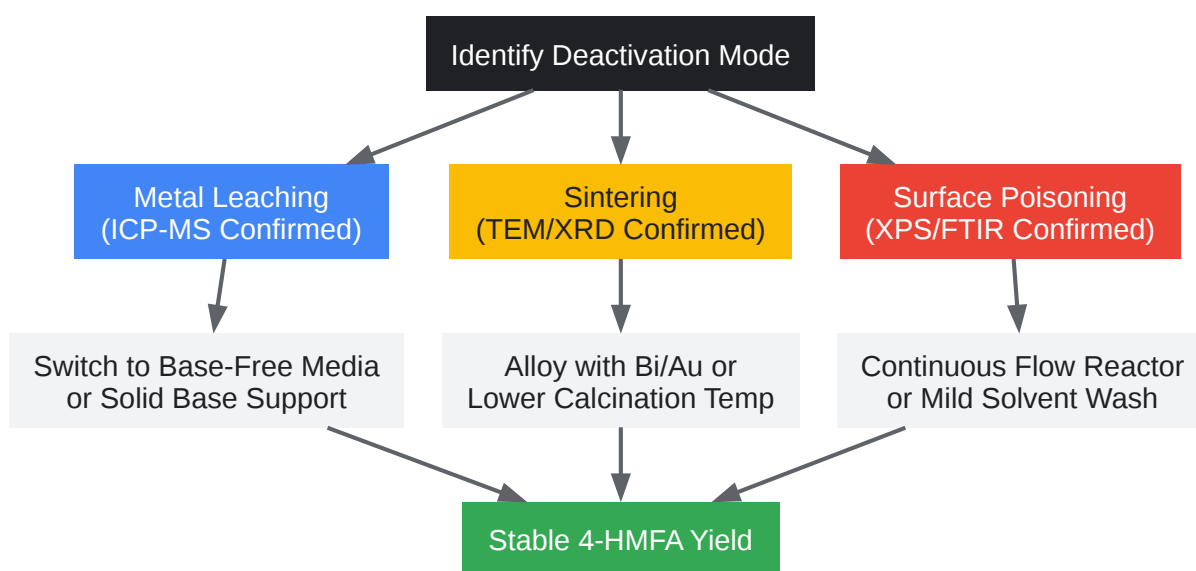 Identify Deactivation Mode
Metal Leaching
(ICP-MS Confirmed)
Sintering
(TEM/XRD Confirmed)
Surface Poisoning
(XPS/FTIR Confirmed)
Switch to Base-Free Media
or Solid Base Support
Alloy with Bi/Au or
Lower Calcination Temp
Continuous Flow Reactor
or Mild Solvent Wash
Stable 4-HMFA Yield